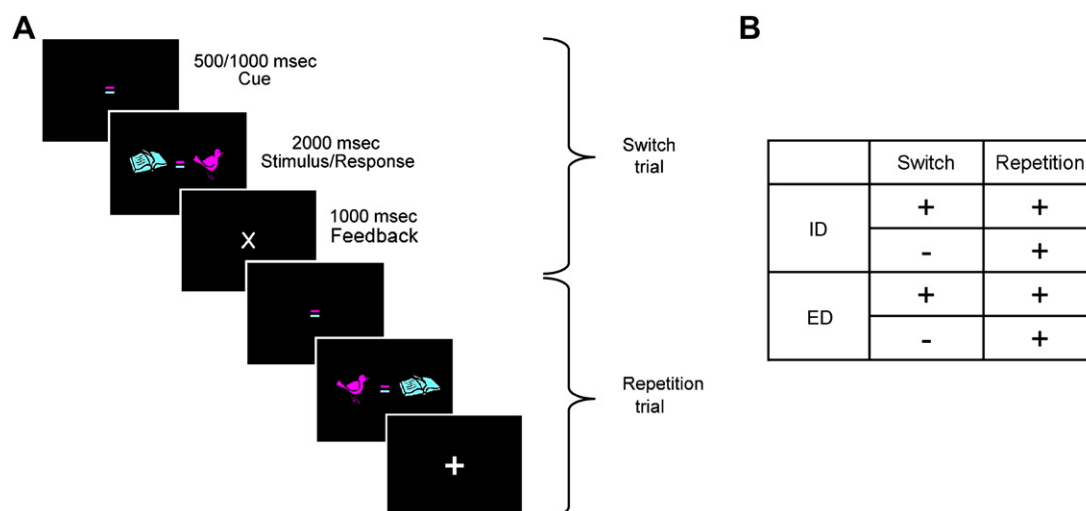 A
500/1000 msec
Cue
=
=
2000 msec
Stimulus/Response
X
1000 msec
Feedback
=
=
+
Switch
trial
Repetition
trial
B
Switch Repetition
ID
+ +
- +
ED
+ +
- +